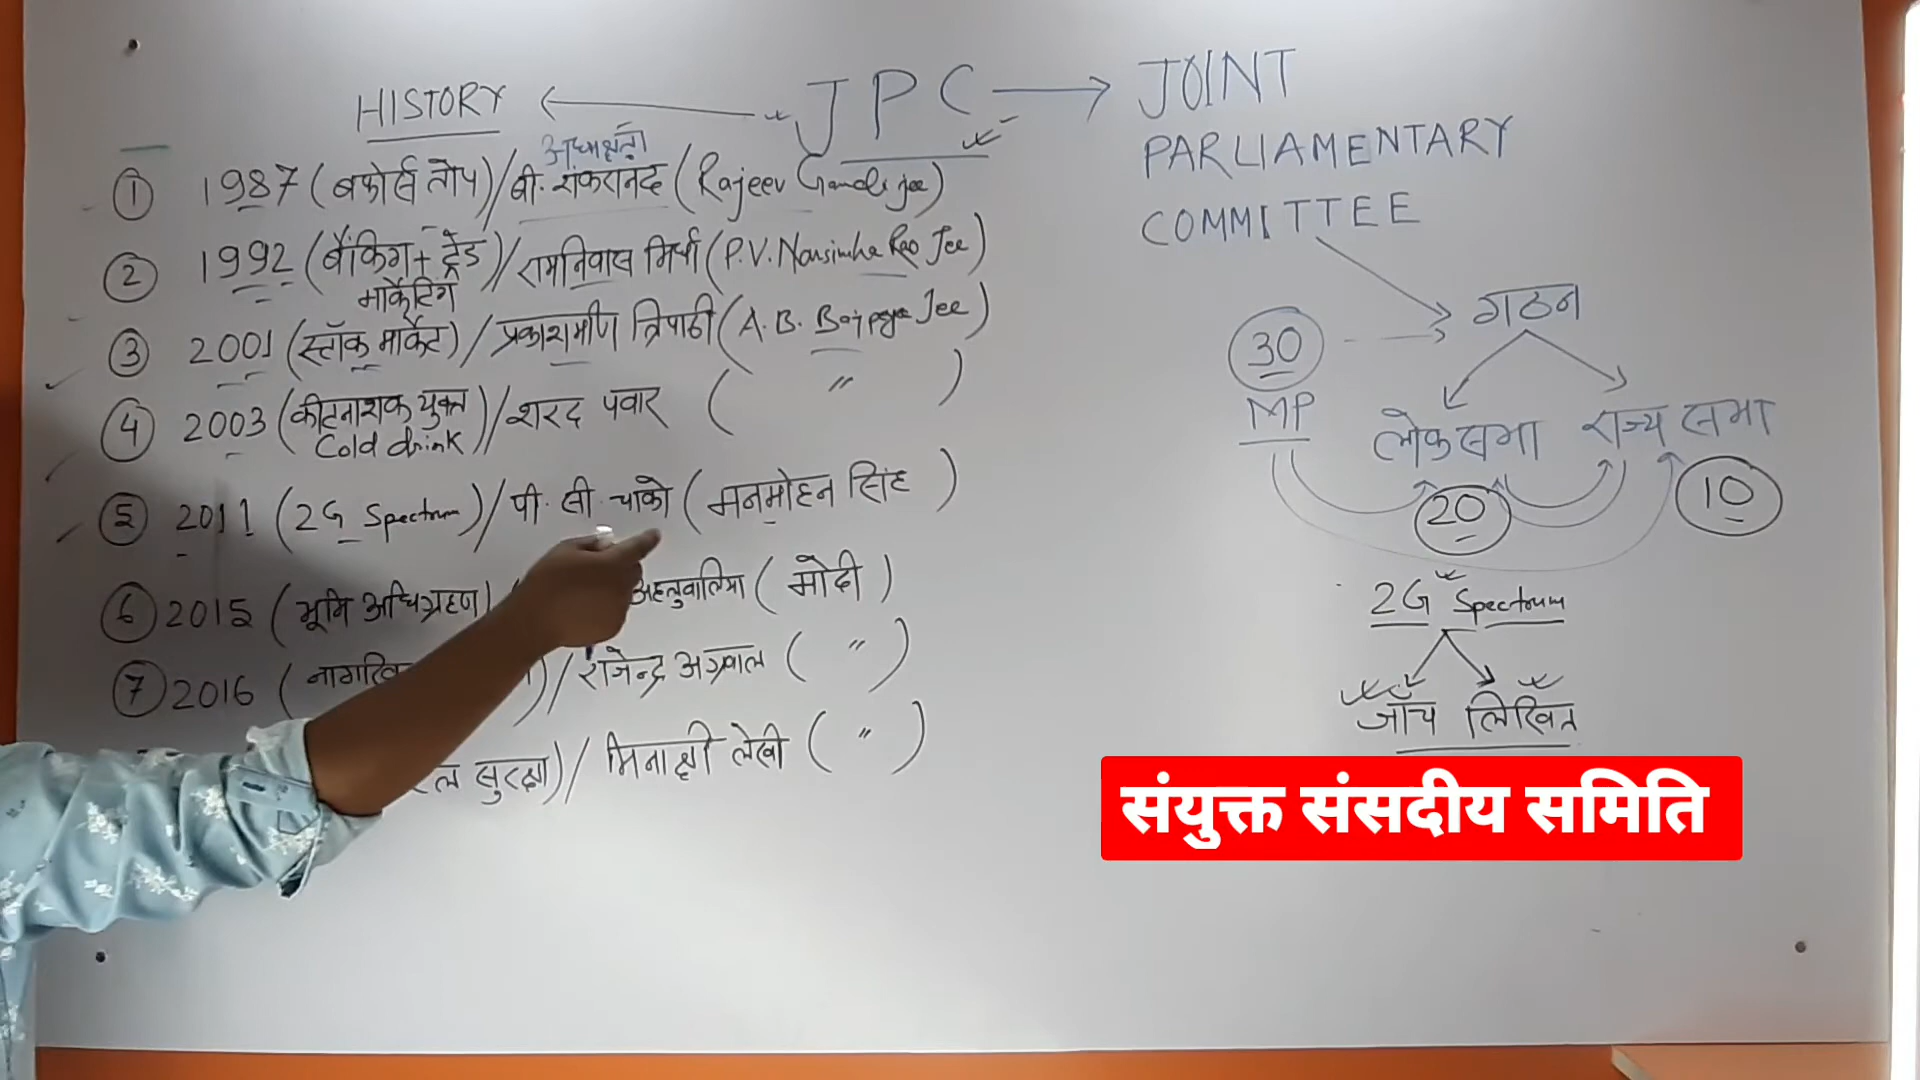 HISTORY
JPC
JOINT
PARLIAMENTARY
COMMITTEE
अध्यक्षता
① 1987 (बफोर्स तोप)/बी. शंकरानंद (Rajeev Gandhi jee)
② 1992 (बैंकिंग + ट्रेड मार्केटिंग)/रामनिवास मिर्धा (P.V. Narsimha Rao Jee)
③ 2001 (स्टॉक मार्केट)/प्रकाशमणि त्रिपाठी (A.B. Bajpaye Jee)
④ 2003 (कीटनाशक युक्त Cold drink)/शरद पवार ( " )
⑤ 2011 (2G Spectrum)/पी. सी. चाको (मनमोहन सिंह)
⑥ 2015 (भूमि अधिग्रहण) अहलुवालिया (मोदी)
⑦ 2016 ( )/राजेन्द्र अग्रवाल ( " )
सुरक्षा)/मिनाक्षी लेखी ( " )
गठन
30
MP
लोकसभा राज्य सभा
20
10
2G Spectrum
जाँच लिखित
संयुक्त संसदीय समिति